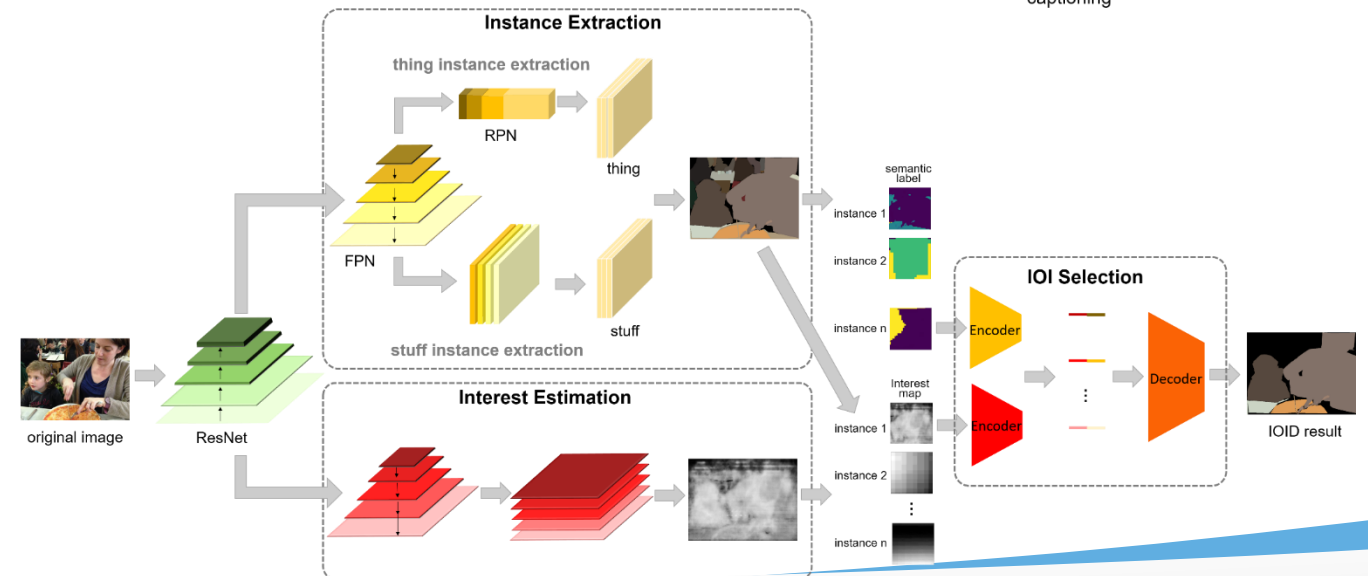 captioning
Instance Extraction
thing instance extraction
RPN
thing
FPN
stuff
stuff instance extraction
original image
ResNet
Interest Estimation
semantic
label
instance 1
instance 2
instance n
Interest
map
instance 1
instance 2
instance n
IOI Selection
Encoder
Encoder
Decoder
IOID result